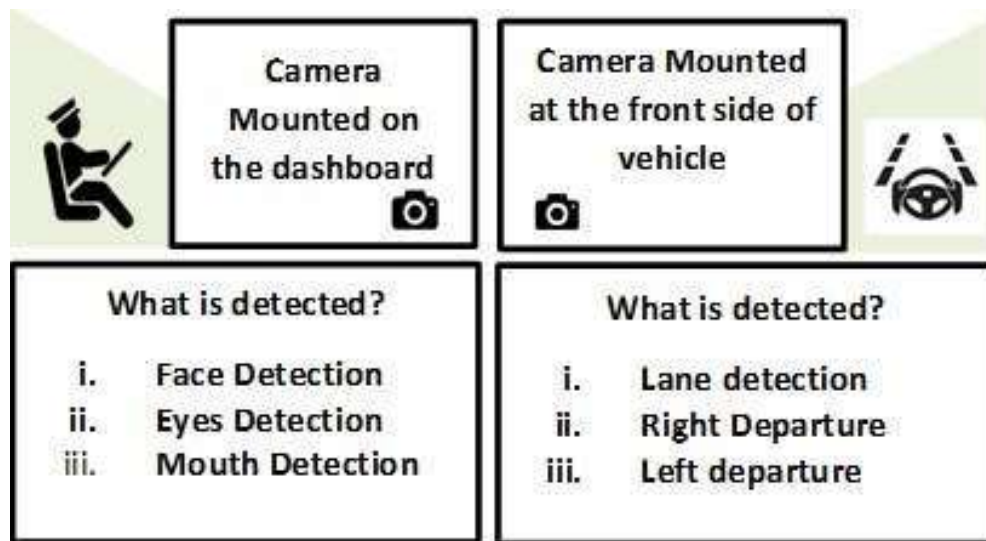 Camera
Mounted on
the dashboard
Camera Mounted
at the front side of
vehicle
What is detected?
i. Face Detection
ii. Eyes Detection
iii. Mouth Detection
What is detected?
i. Lane detection
ii. Right Departure
iii. Left departure